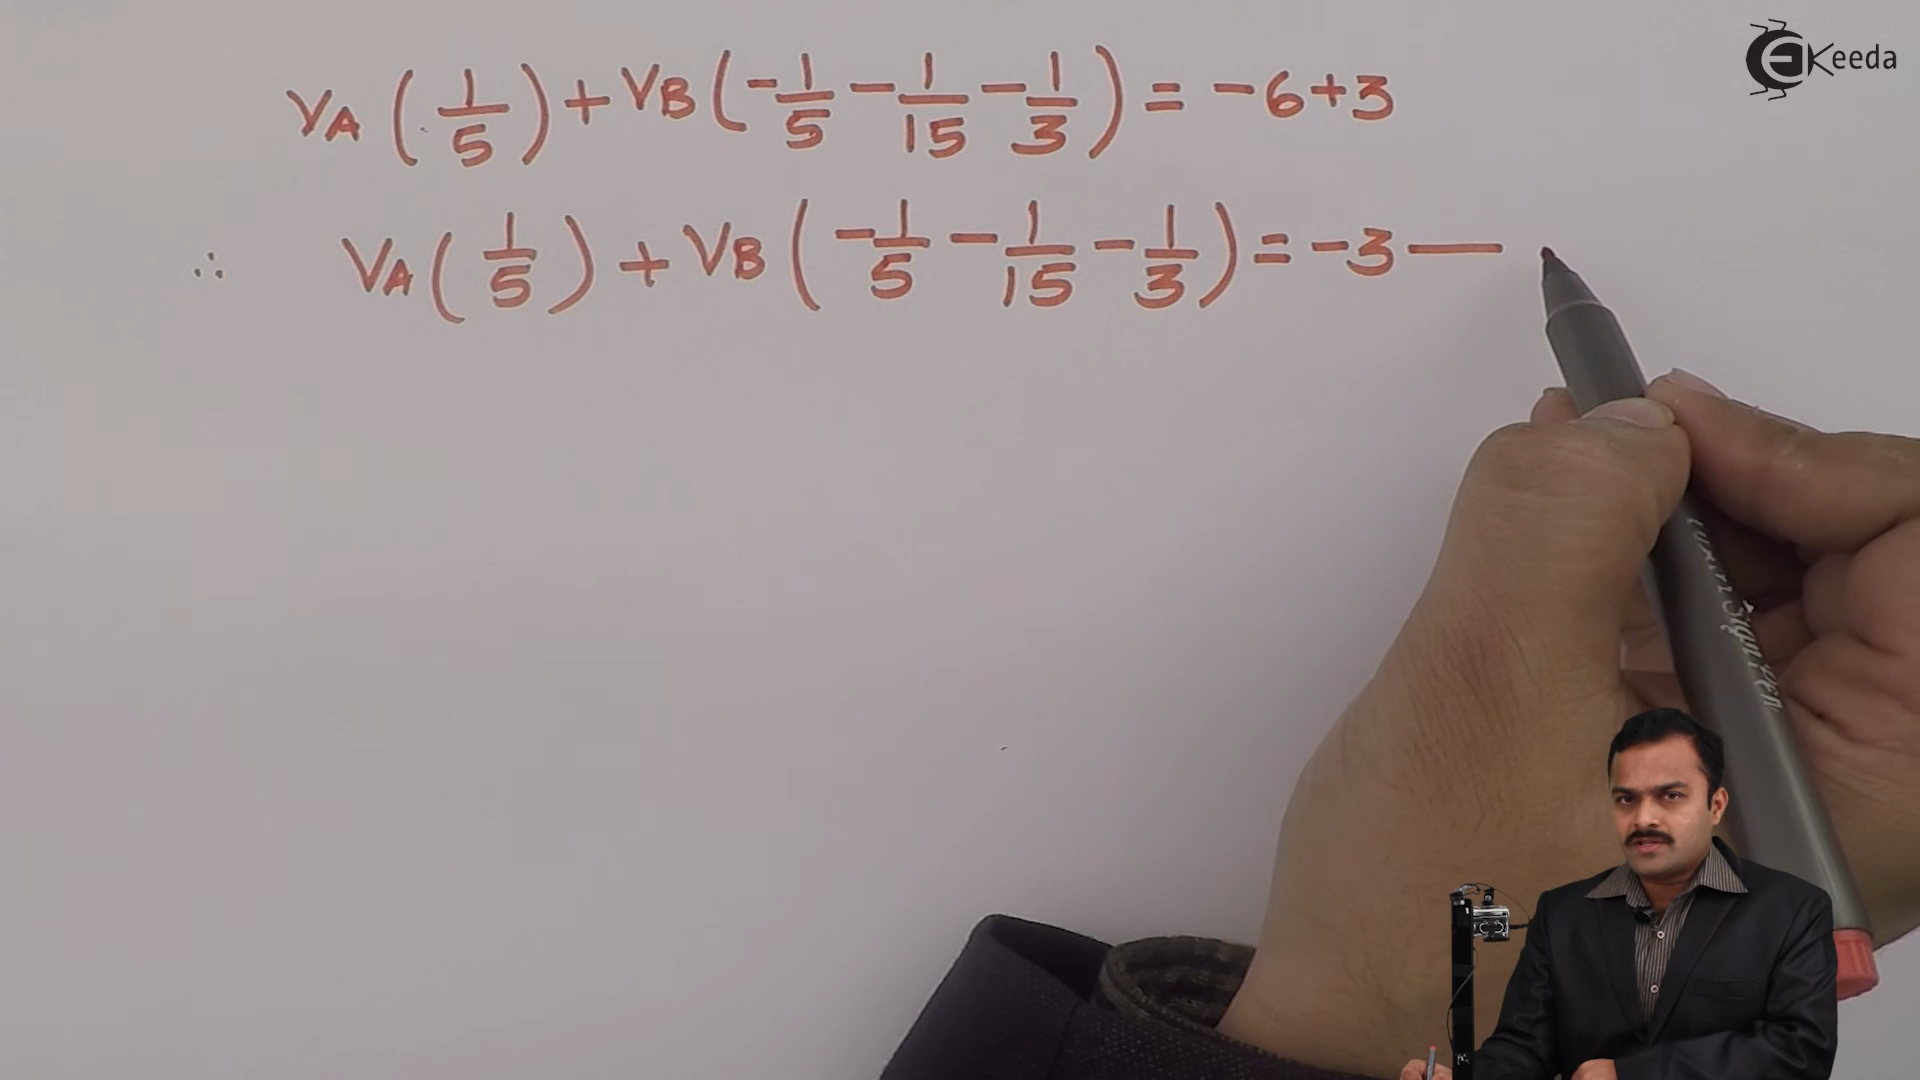 EKeeda
VA (1/5) + VB (-1/5 - 1/15 - 1/3) = -6+3
∴ VA (1/5) + VB (-1/5 - 1/15 - 1/3) = -3 —